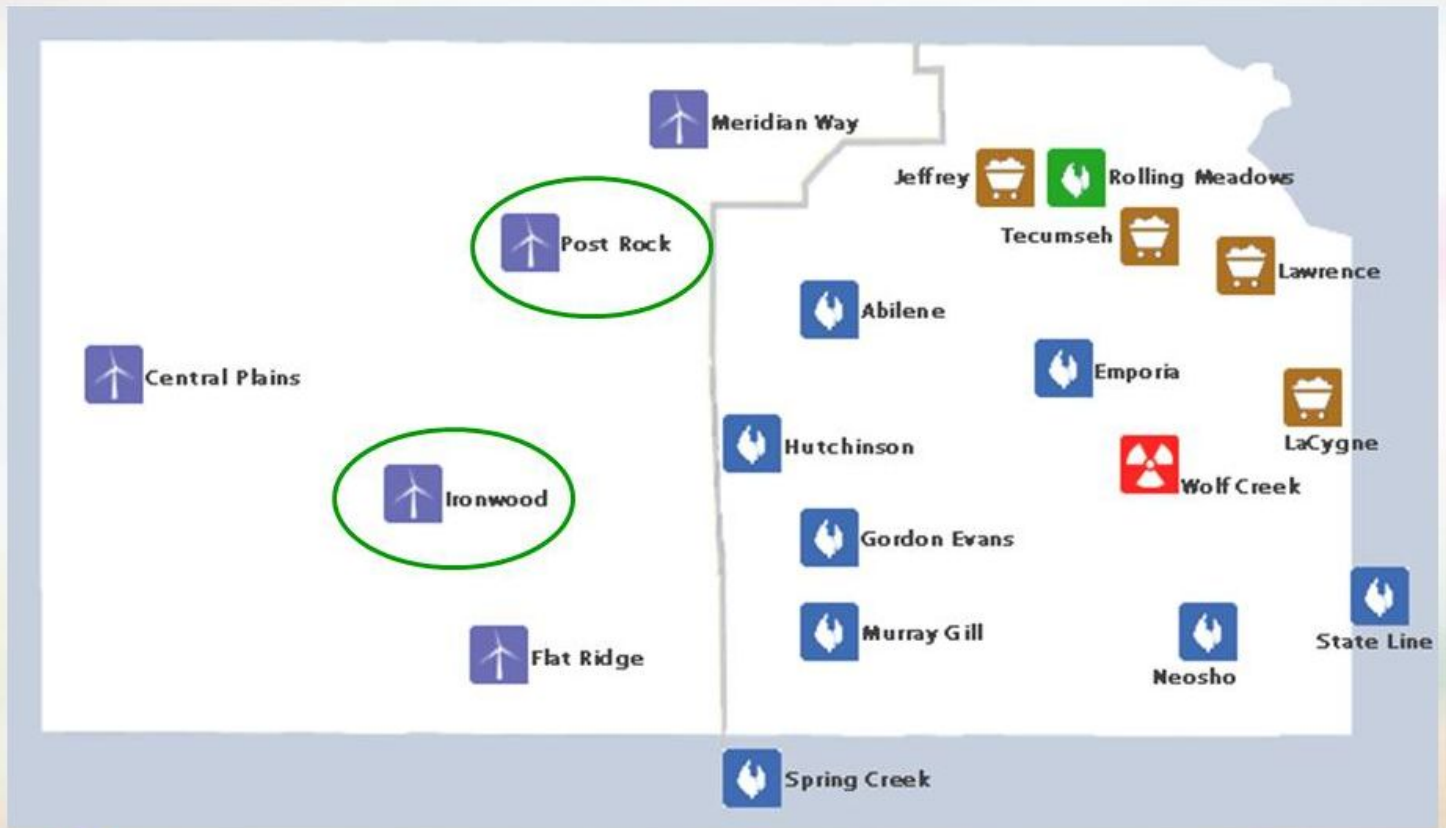 Meridian Way
Jeffrey
Rolling Meadows
Post Rock
Tecumseh
Lawrence
Abilene
Central Plains
Emporia
Hutchinson
LaCygne
Ironwood
Wolf Creek
Gordon Evans
Flat Ridge
Murray Gill
State Line
Neosho
Spring Creek